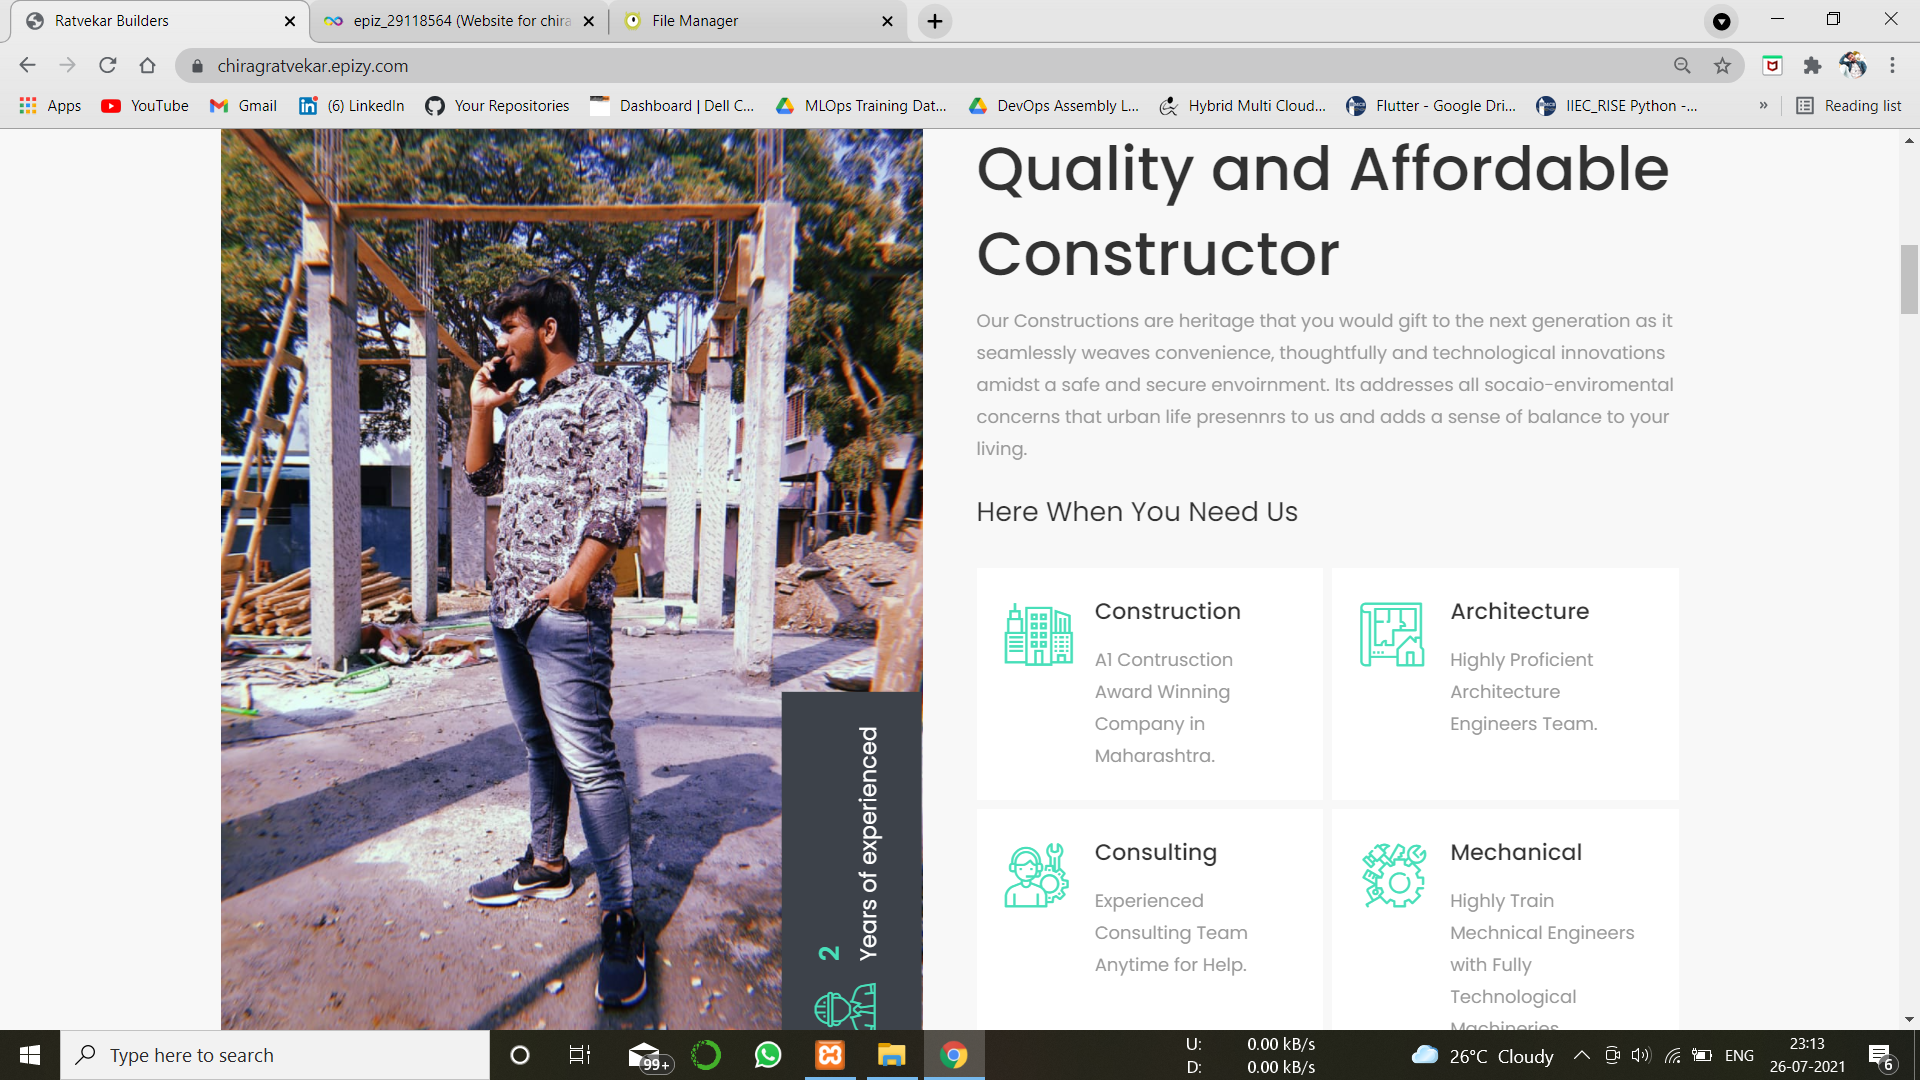 Ratvekar Builders
epiz_29118564 (Website for chira
File Manager
chiragratvekar.epizy.com
Apps
YouTube
Gmail
(6) LinkedIn
Your Repositories
Dashboard | Dell C...
MLOps Training Dat...
DevOps Assembly L...
Hybrid Multi Cloud...
Flutter - Google Dri...
IIEC_RISE Python -...
»
Reading list
Quality and Affordable
Constructor
Our Constructions are heritage that you would gift to the next generation as it
seamlessly weaves convenience, thoughtfully and technological innovations
amidst a safe and secure envoirnment. Its addresses all socaio-enviromental
concerns that urban life presennrs to us and adds a sense of balance to your
living.
Here When You Need Us
Construction
A1 Contrusction
Award Winning
Company in
Maharashtra.
Architecture
Highly Proficient
Architecture
Engineers Team.
2
Years of experienced
Consulting
Experienced
Consulting Team
Anytime for Help.
Mechanical
Highly Train
Mechnical Engineers
with Fully
Technological
Machineries
Type here to search
99+
U: 0.00 kB/s
D: 0.00 kB/s
26°C Cloudy
ENG
23:13
26-07-2021
6